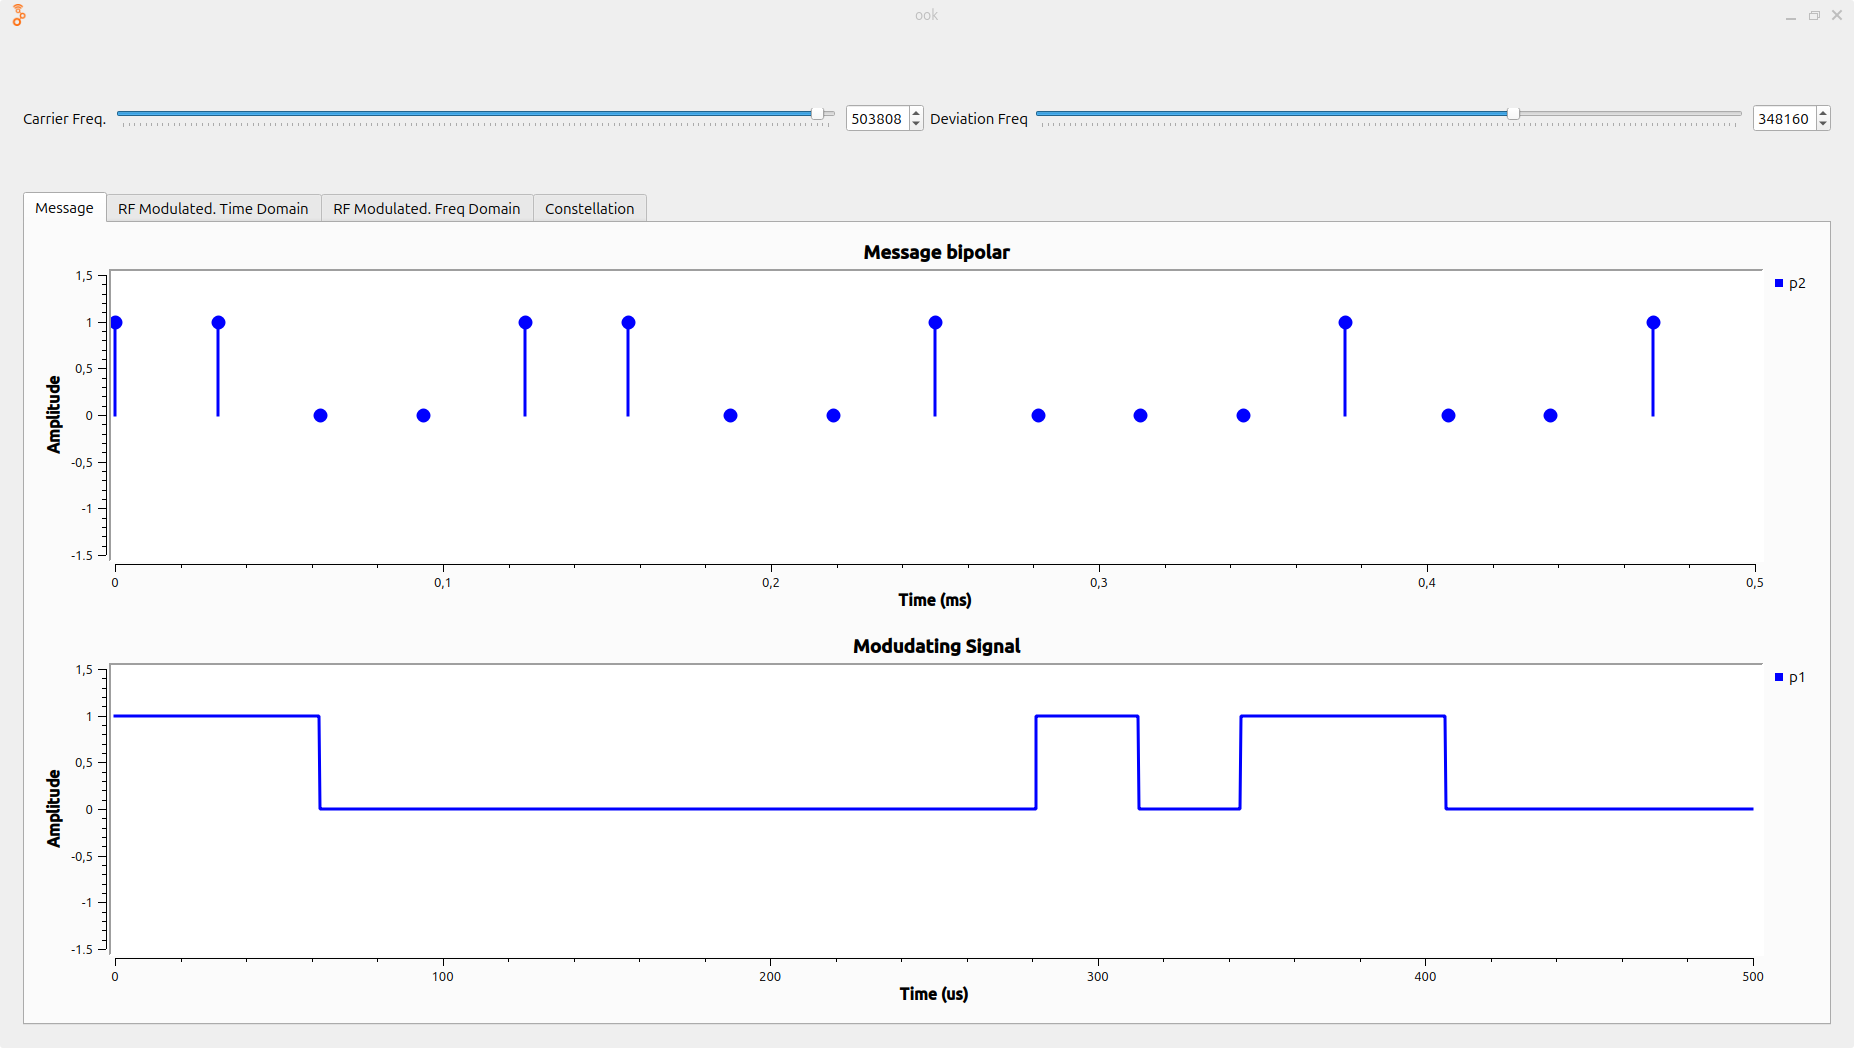 ook
Carrier Freq. 503808 Deviation Freq 348160
Message RF Modulated. Time Domain RF Modulated. Freq Domain Constellation
Message bipolar
p2
Amplitude
1,5
1
0,5
0
-0,5
-1
-1.5
0 0,1 0,2 0,3 0,4 0,5
Time (ms)
Modudating Signal
p1
Amplitude
1,5
1
0,5
0
-0,5
-1
-1.5
0 100 200 300 400 500
Time (us)